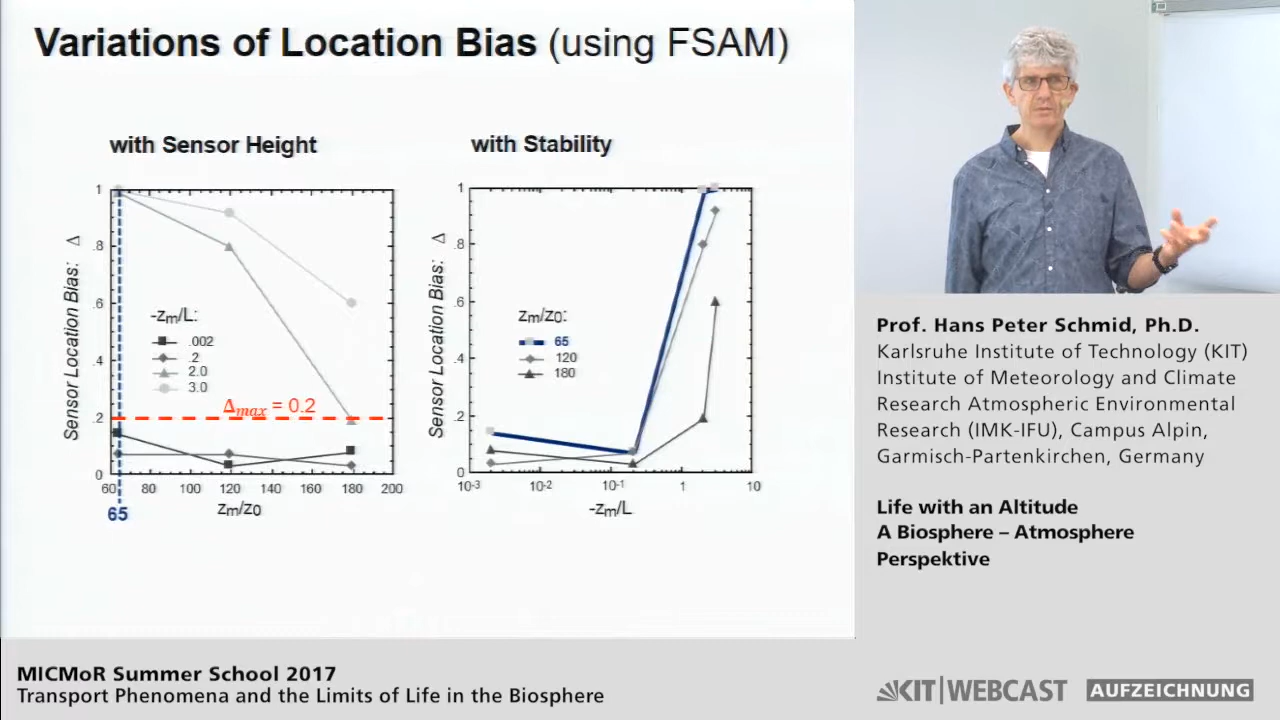 Variations of Location Bias (using FSAM)
with Sensor Height
with Stability
Sensor Location Bias: Δ
1
.8
.6
.4
.2
0
-zm/L:
.002
.2
2.0
3.0
Δmax = 0.2
60 80 100 120 140 160 180 200
65
zm/z0
Sensor Location Bias: Δ
1
.8
.6
.4
.2
0
zm/z0:
65
120
180
10-3 10-2 10-1 1 10
-zm/L
Prof. Hans Peter Schmid, Ph.D.
Karlsruhe Institute of Technology (KIT)
Institute of Meteorology and Climate
Research Atmospheric Environmental
Research (IMK-IFU), Campus Alpin,
Garmisch-Partenkirchen, Germany
Life with an Altitude
A Biosphere – Atmosphere
Perspektive
MICMoR Summer School 2017
Transport Phenomena and the Limits of Life in the Biosphere
KIT|WEBCAST
AUFZEICHNUNG